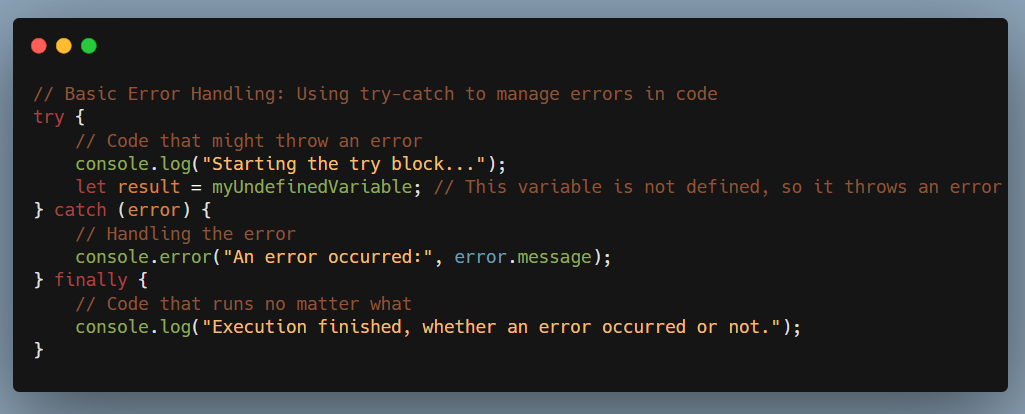 // Basic Error Handling: Using try-catch to manage errors in code
try {
    // Code that might throw an error
    console.log("Starting the try block...");
    let result = myUndefinedVariable; // This variable is not defined, so it throws an error
} catch (error) {
    // Handling the error
    console.error("An error occurred:", error.message);
} finally {
    // Code that runs no matter what
    console.log("Execution finished, whether an error occurred or not.");
}